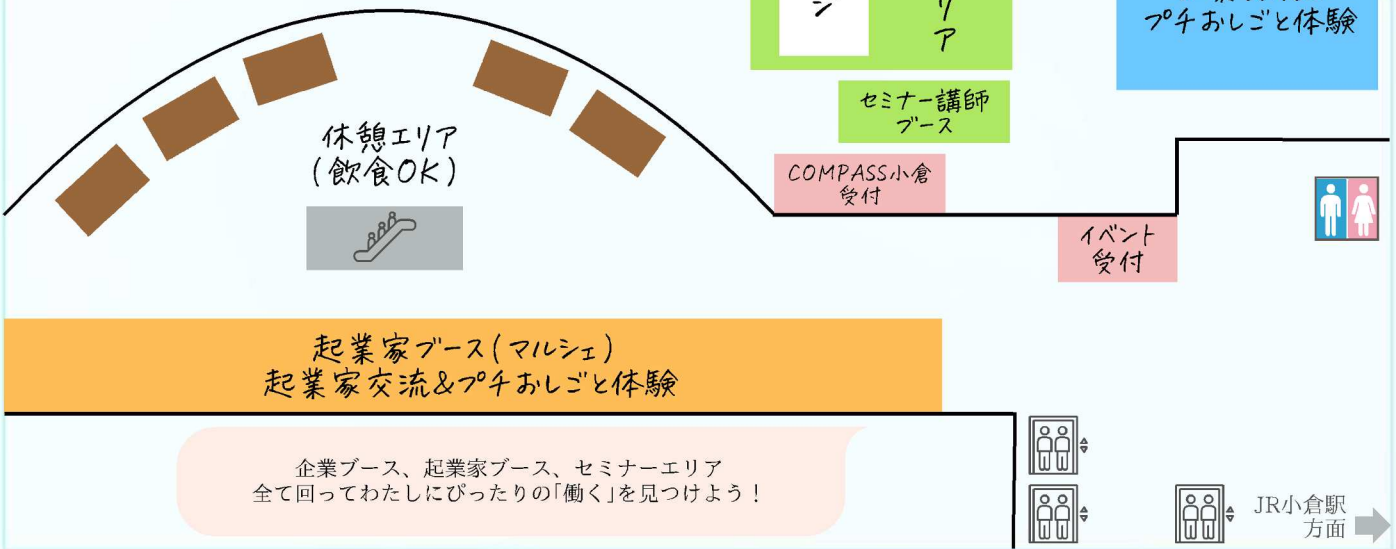 ン
リ
ア
プチおしごと体験
セミナー講師
ブース
休憩エリア
(飲食OK)
COMPASS小倉
受付
イベント
受付
起業家ブース(マルシェ)
起業家交流&プチおしごと体験
企業ブース、起業家ブース、セミナーエリア
全て回ってわたしにぴったりの「働く」を見つけよう！
JR小倉駅
方面